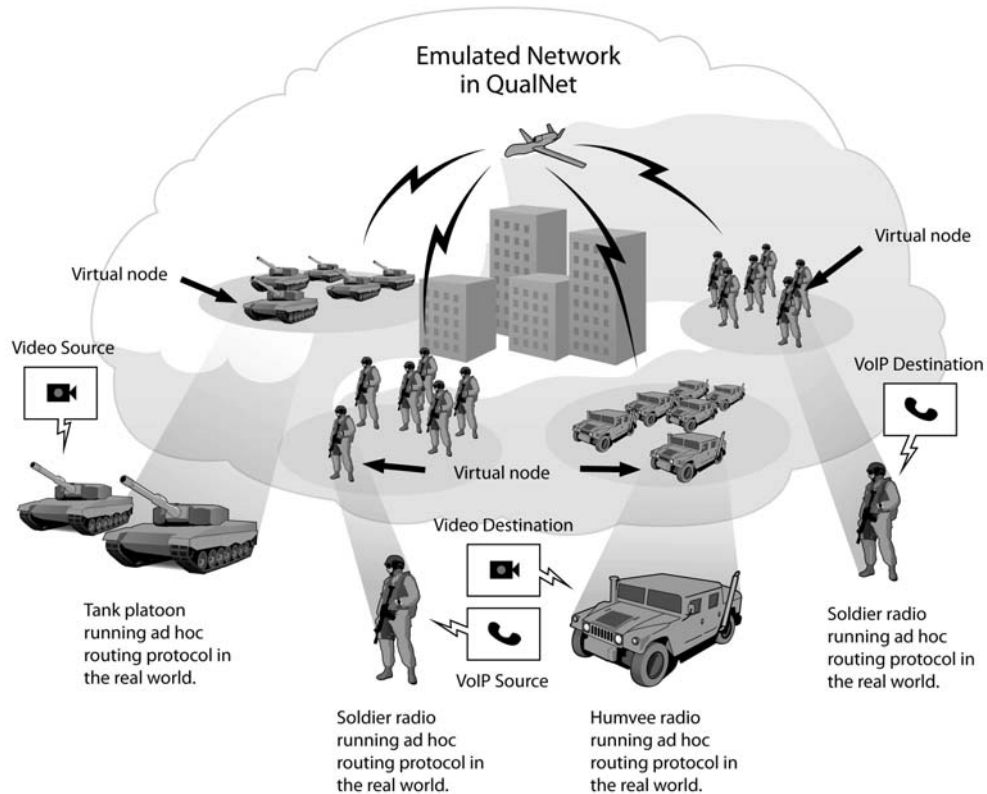 Emulated Network
in QualNet
Virtual node
Virtual node
Video Source
VoIP Destination
Virtual node
Video Destination
VoIP Source
Tank platoon
running ad hoc
routing protocol in
the real world.
Soldier radio
running ad hoc
routing protocol in
the real world.
Humvee radio
running ad hoc
routing protocol in
the real world.
Soldier radio
running ad hoc
routing protocol in
the real world.